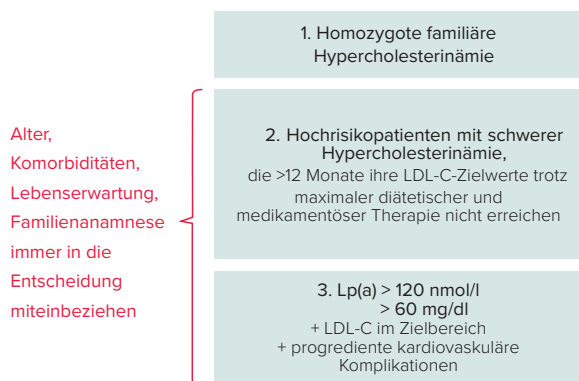 1. Homozygote familiäre
Hypercholesterinämie
Alter,
Komorbiditäten,
Lebenserwartung,
Familienanamnese
immer in die
Entscheidung
miteinbeziehen
2. Hochrisikopatienten mit schwerer
Hypercholesterinämie,
die >12 Monate ihre LDL-C-Zielwerte trotz
maximaler diätetischer und
medikamentöser Therapie nicht erreichen
3. Lp(a) > 120 nmol/l
> 60 mg/dl
+ LDL-C im Zielbereich
+ progrediente kardiovaskuläre
Komplikationen